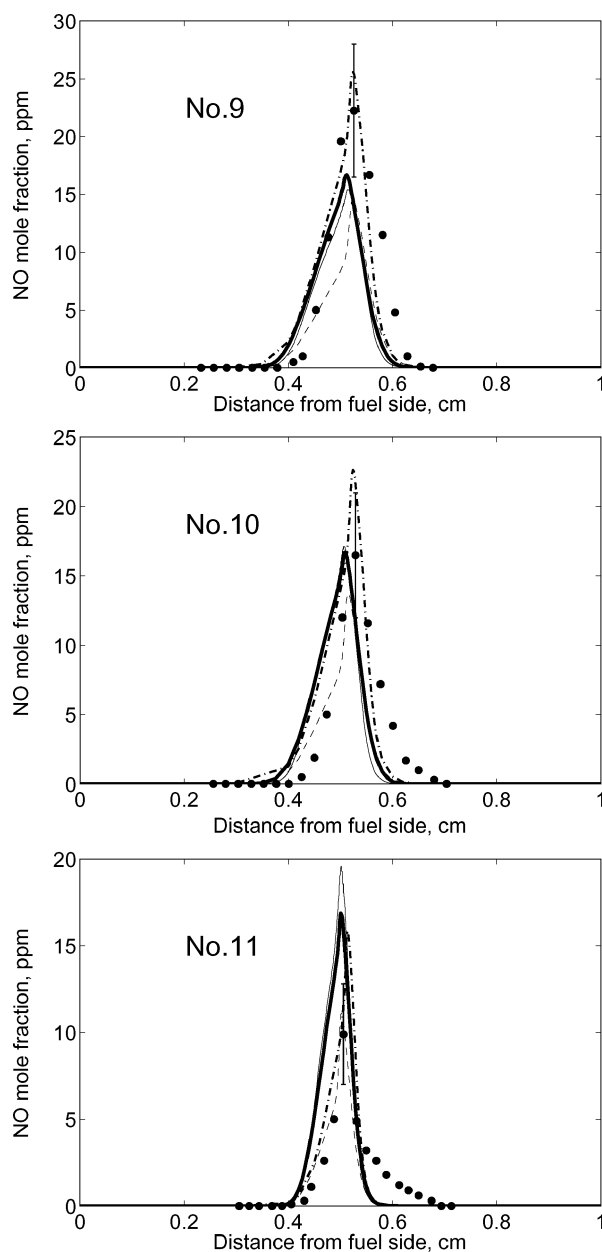 30
25
20
15
10
5
0
NO mole fraction, ppm
No.9
0 0.2 0.4 0.6 0.8 1
Distance from fuel side, cm
25
20
15
10
5
0
NO mole fraction, ppm
No.10
0 0.2 0.4 0.6 0.8 1
Distance from fuel side, cm
20
15
10
5
0
NO mole fraction, ppm
No.11
0 0.2 0.4 0.6 0.8 1
Distance from fuel side, cm